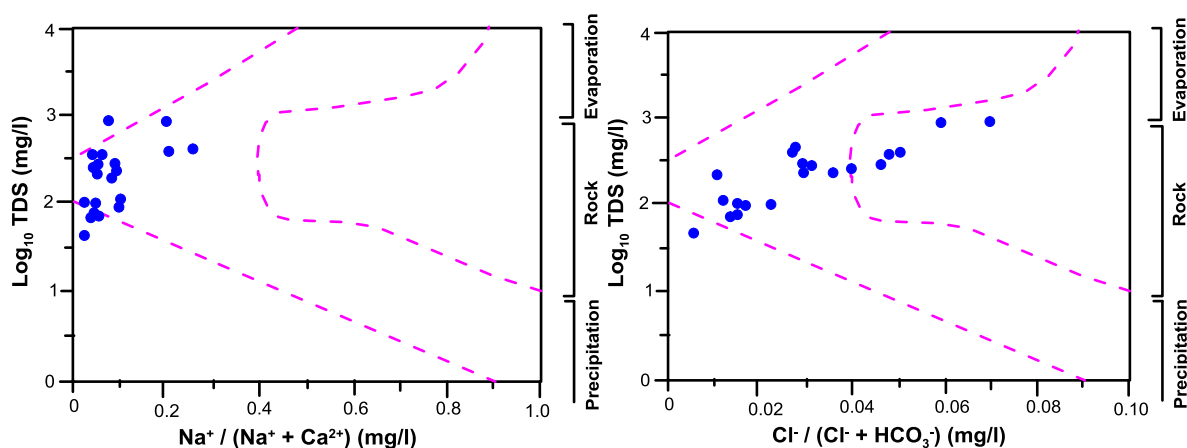 4
3
2
1
0
Log₁₀ TDS (mg/l)
0 0.2 0.4 0.6 0.8 1.0
Na⁺ / (Na⁺ + Ca²⁺) (mg/l)
Evaporation
Rock
Precipitation
4
3
2
1
0
Log₁₀ TDS (mg/l)
0 0.02 0.04 0.06 0.08 0.10
Cl⁻ / (Cl⁻ + HCO₃⁻) (mg/l)
Evaporation
Rock
Precipitation